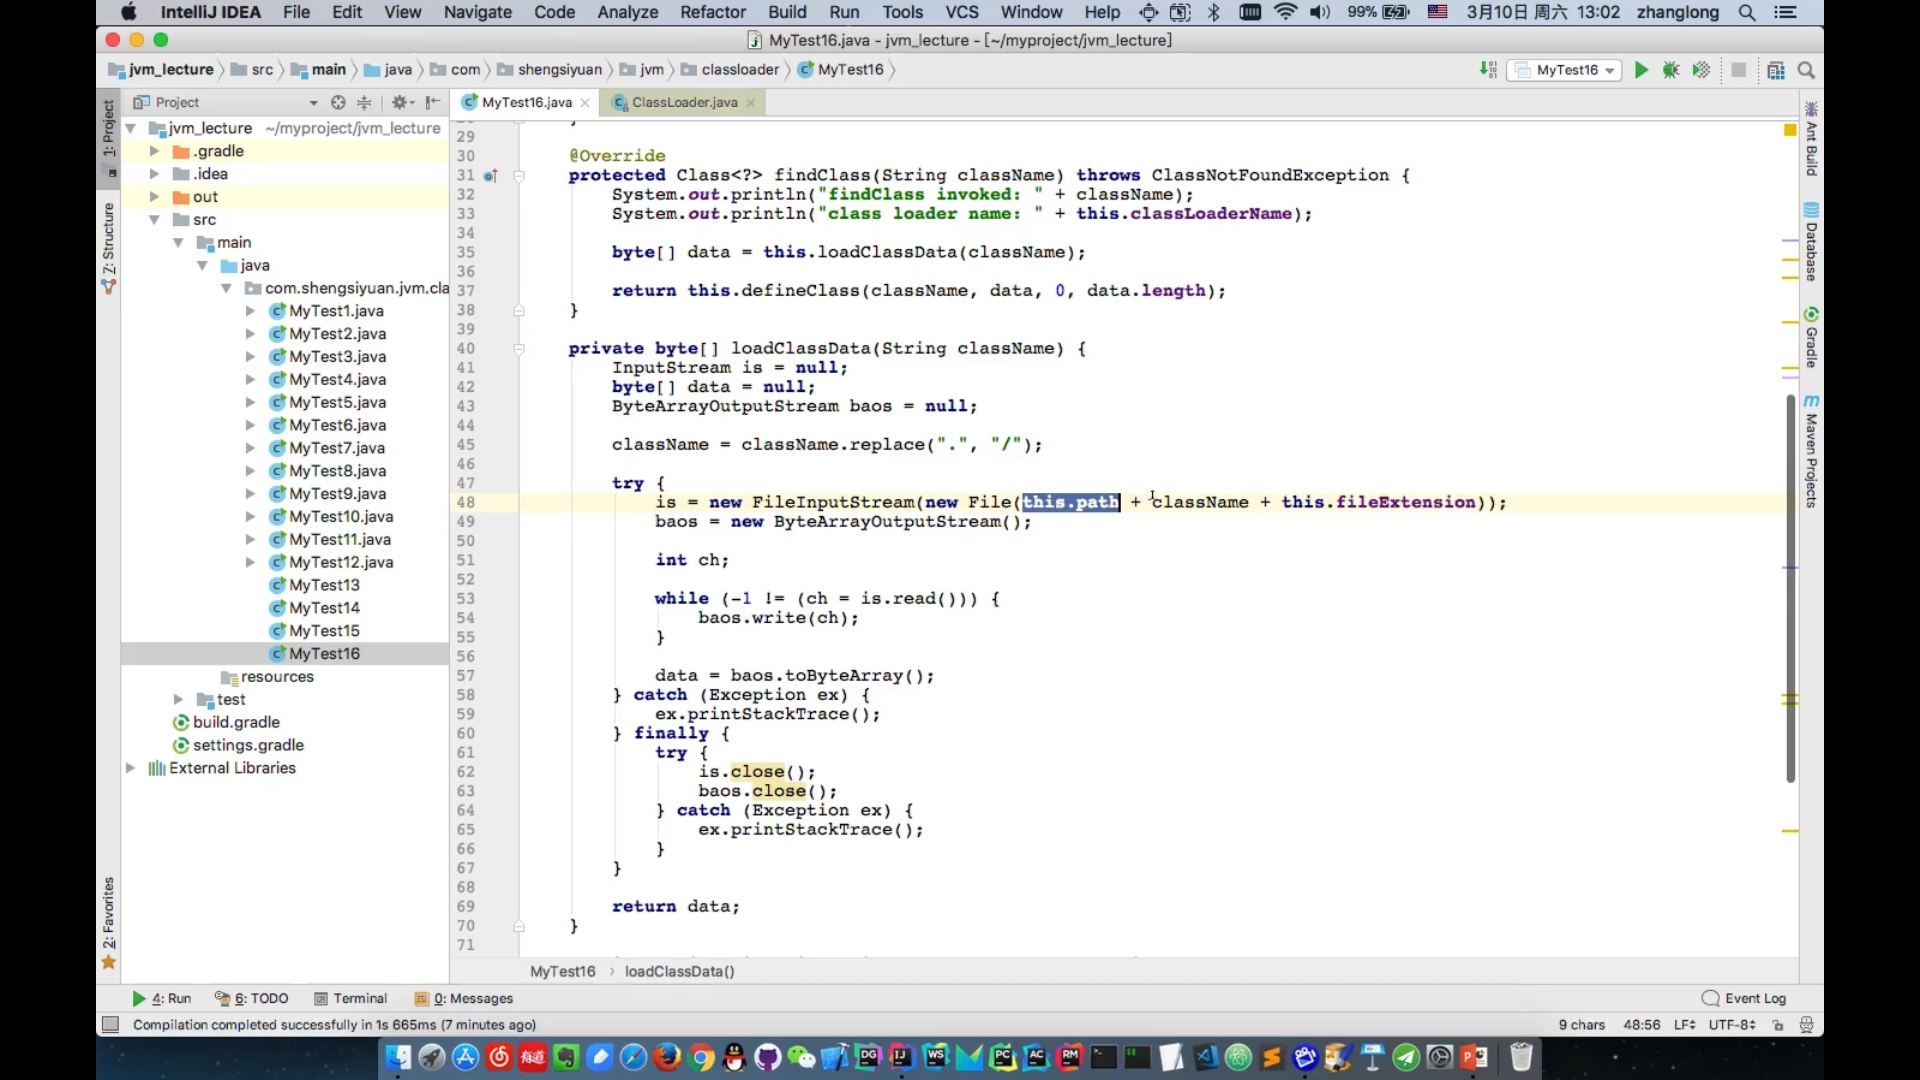 IntelliJ IDEA File Edit View Navigate Code Analyze Refactor Build Run Tools VCS Window Help 99% 3月10日 周六 13:02 zhanglong
MyTest16.java - jvm_lecture - [~/myproject/jvm_lecture]
jvm_lecture src main java com shengsiyuan jvm classloader MyTest16 MyTest16
Project
MyTest16.java ClassLoader.java
1: Project
Z: Structure
2: Favorites
jvm_lecture ~/myproject/jvm_lecture
.gradle
.idea
out
src
main
java
com.shengsiyuan.jvm.cla
MyTest1.java
MyTest2.java
MyTest3.java
MyTest4.java
MyTest5.java
MyTest6.java
MyTest7.java
MyTest8.java
MyTest9.java
MyTest10.java
MyTest11.java
MyTest12.java
MyTest13
MyTest14
MyTest15
MyTest16
resources
test
build.gradle
settings.gradle
External Libraries
29
30 @Override
31 protected Class<?> findClass(String className) throws ClassNotFoundException {
32 System.out.println("findClass invoked: " + className);
33 System.out.println("class loader name: " + this.classLoaderName);
34
35 byte[] data = this.loadClassData(className);
36
37 return this.defineClass(className, data, 0, data.length);
38 }
39
40 private byte[] loadClassData(String className) {
41 InputStream is = null;
42 byte[] data = null;
43 ByteArrayOutputStream baos = null;
44
45 className = className.replace(".", "/");
46
47 try {
48 is = new FileInputStream(new File(this.path + className + this.fileExtension));
49 baos = new ByteArrayOutputStream();
50
51 int ch;
52
53 while (-1 != (ch = is.read())) {
54 baos.write(ch);
55 }
56
57 data = baos.toByteArray();
58 } catch (Exception ex) {
59 ex.printStackTrace();
60 } finally {
61 try {
62 is.close();
63 baos.close();
64 } catch (Exception ex) {
65 ex.printStackTrace();
66 }
67 }
68
69 return data;
70 }
71
Ant Build
Database
Gradle
Maven Projects
MyTest16 loadClassData()
4: Run 6: TODO Terminal 0: Messages Event Log
Compilation completed successfully in 1s 665ms (7 minutes ago) 9 chars 48:56 LF UTF-8
有道 DG IJ WS PC AC RM